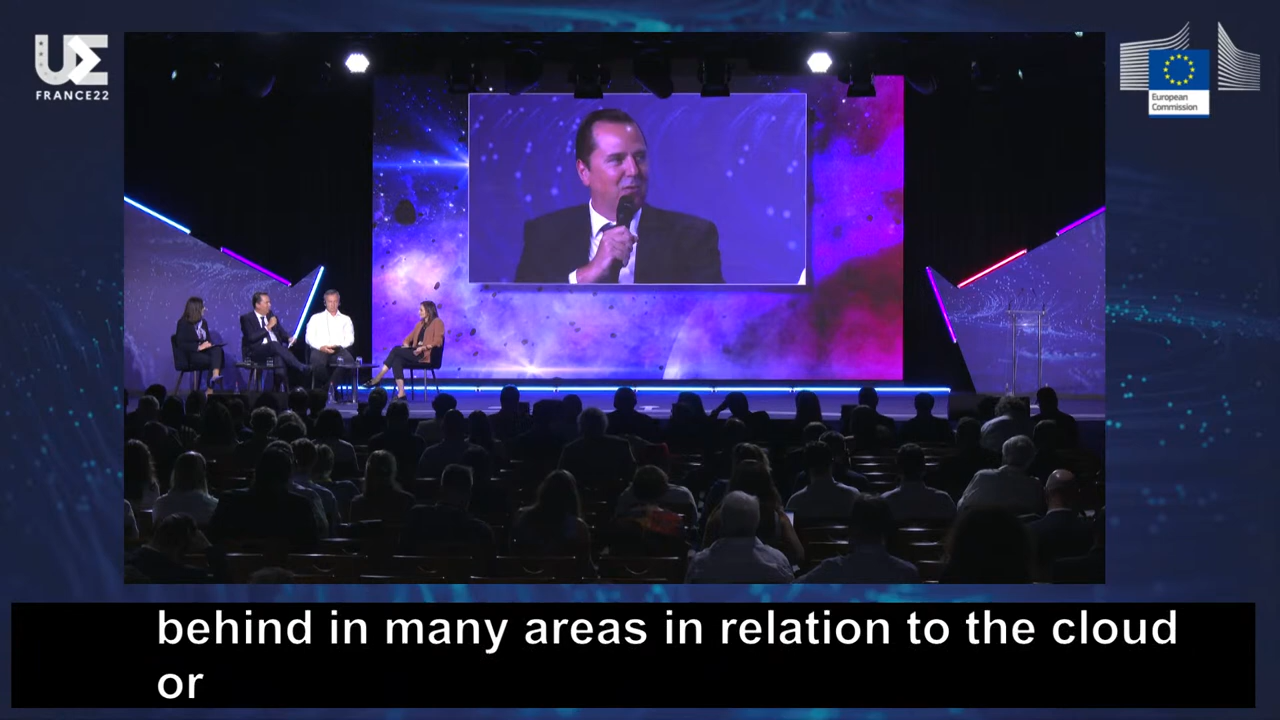 UE
FRANCE22
European
Commission
behind in many areas in relation to the cloud
or